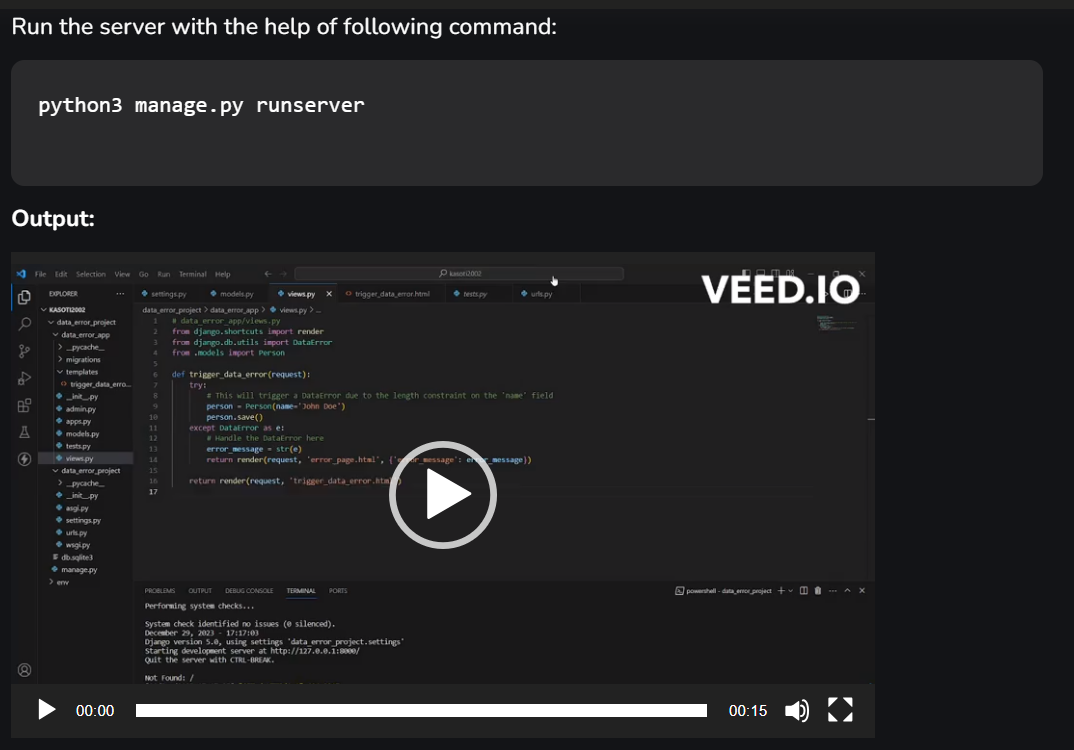 Run the server with the help of following command:
python3 manage.py runserver
Output:
File Edit Selection View Go Run Terminal Help
kasoti2002
VEED.IO
EXPLORER
settings.py models.py views.py trigger_data_error.html tests.py urls.py
KASOTI2002
data_error_project > data_error_app > views.py > ...
data_error_project
data_error_app
__pycache__
migrations
templates
trigger_data_erro...
__init__.py
admin.py
apps.py
models.py
tests.py
views.py
data_error_project
__pycache__
__init__.py
asgi.py
settings.py
urls.py
wsgi.py
db.sqlite3
manage.py
env
1 # data_error_app/views.py
2 from django.shortcuts import render
3 from django.db.utils import DataError
4 from .models import Person
5
6 def trigger_data_error(request):
7 try:
8 # This will trigger a DataError due to the length constraint on the 'name' field
9 person = Person(name='John Doe')
10 person.save()
11 except DataError as e:
12 # Handle the DataError here
13 error_message = str(e)
14 return render(request, 'error_page.html', {'error_message': error_message})
15
16 return render(request, 'trigger_data_error.html')
17
PROBLEMS OUTPUT DEBUG CONSOLE TERMINAL PORTS
powershell - data_error_project
Performing system checks...
System check identified no issues (0 silenced).
December 29, 2023 - 17:17:03
Django version 5.0, using settings 'data_error_project.settings'
Starting development server at http://127.0.0.1:8000/
Quit the server with CTRL-BREAK.
Not Found: /
00:00
00:15